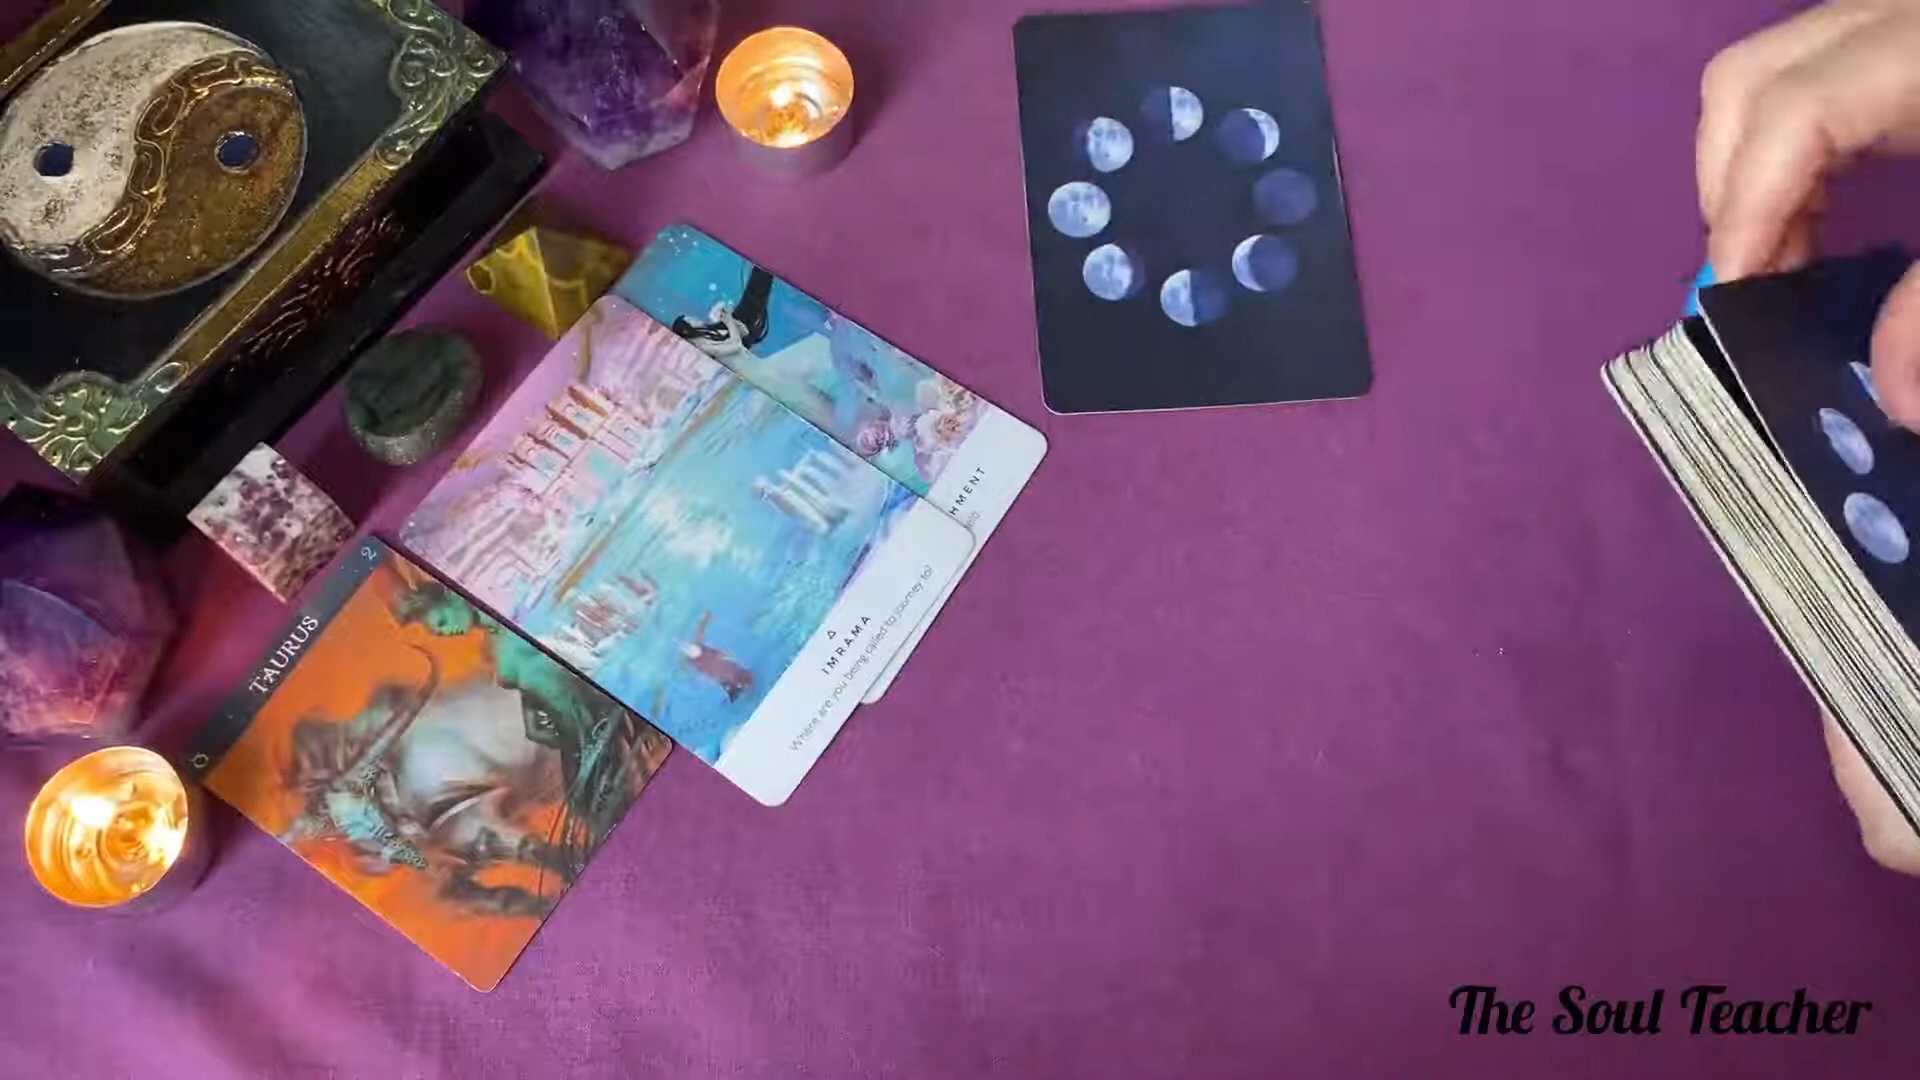 TAURUS
2
IMRAMA
Where are you being called to journey to?
HMENT
The Soul Teacher